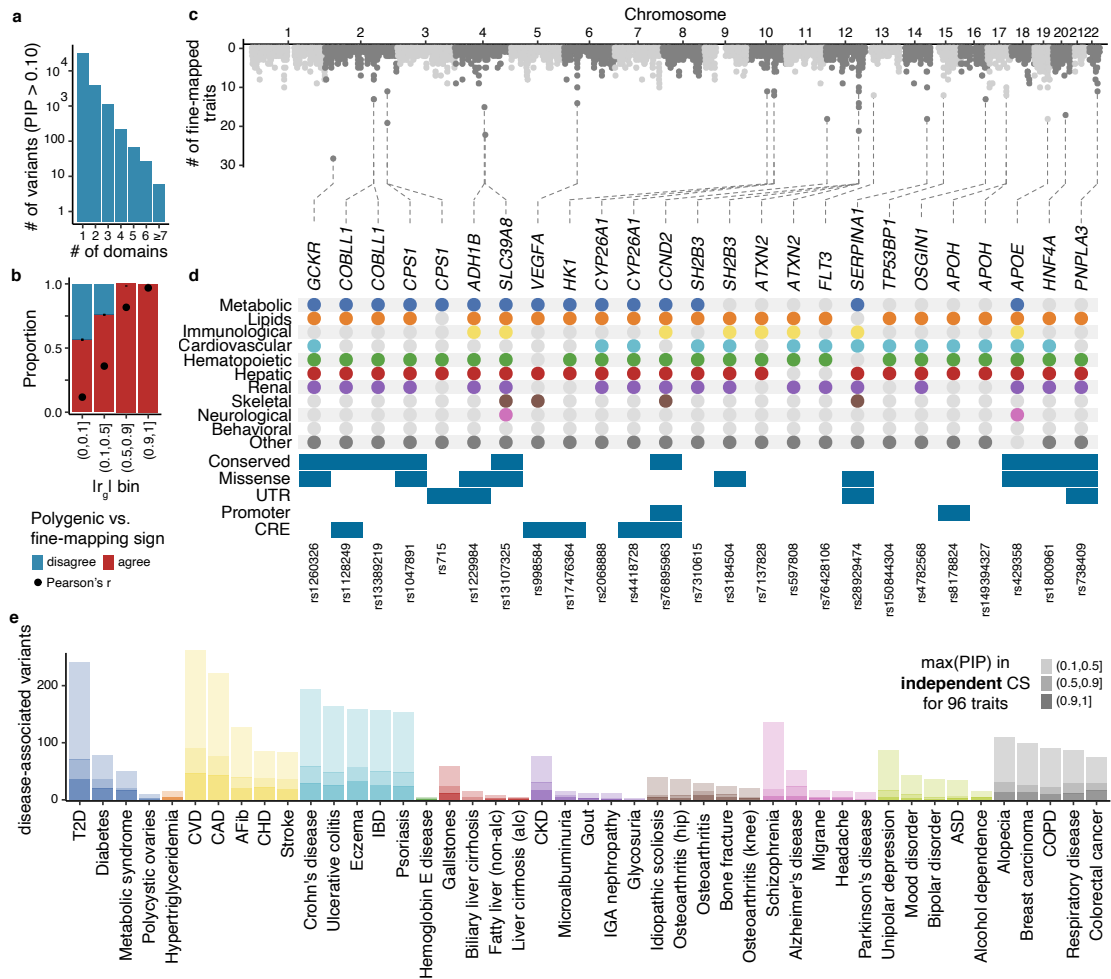 a
# of variants (PIP > 0.10)
10^4
10^3
100
10
1
1 2 3 4 5 6 ≥7
# of domains
b
Proportion
1.0
0.5
0.0
(0,0.1]
(0.1,0.5]
(0.5,0.9]
(0.9,1]
|r_g| bin
Polygenic vs.
fine-mapping sign
disagree agree
Pearson's r
c
Chromosome
1 2 3 4 5 6 7 8 9 10 11 12 13 14 15 16 17 18 19 20 21 22
# of fine-mapped
traits
0
10
20
30
GCKR
COBLL1
COBLL1
CPS1
CPS1
ADH1B
SLC39A8
VEGFA
HK1
CYP26A1
CYP26A1
CCND2
SH2B3
SH2B3
ATXN2
ATXN2
FLT3
SERPINA1
TP53BP1
OSGIN1
APOH
APOH
APOE
HNF4A
PNPLA3
d
Metabolic
Lipids
Immunological
Cardiovascular
Hematopoietic
Hepatic
Renal
Skeletal
Neurological
Behavioral
Other
Conserved
Missense
UTR
Promoter
CRE
rs1260326
rs1128249
rs13389219
rs1047891
rs715
rs1229984
rs13107325
rs998584
rs17476364
rs2068888
rs4418728
rs76895963
rs7310615
rs3184504
rs7137828
rs597808
rs76428106
rs28929474
rs150844304
rs4782568
rs8178824
rs149394327
rs429358
rs1800961
rs738409
e
disease-associated variants
200
100
0
max(PIP) in
independent CS
for 96 traits
(0.1,0.5]
(0.5,0.9]
(0.9,1]
T2D
Diabetes
Metabolic syndrome
Polycystic ovaries
Hypertriglyceridemia
CVD
CAD
AFib
CHD
Stroke
Crohn's disease
Ulcerative colitis
Eczema
IBD
Psoriasis
Hemoglobin E disease
Gallstones
Biliary liver cirrhosis
Fatty liver (non-alc)
Liver cirrhosis (alc)
CKD
Microalbuminuria
Gout
IGA nephropathy
Glycosuria
Idiopathic scoliosis
Osteoarthritis (hip)
Osteoarthritis
Bone fracture
Osteoarthritis (knee)
Schizophrenia
Alzheimer's disease
Migrane
Headache
Parkinson's disease
Unipolar depression
Mood disorder
Bipolar disorder
ASD
Alcohol dependence
Alopecia
Breast carcinoma
COPD
Respiratory disease
Colorectal cancer